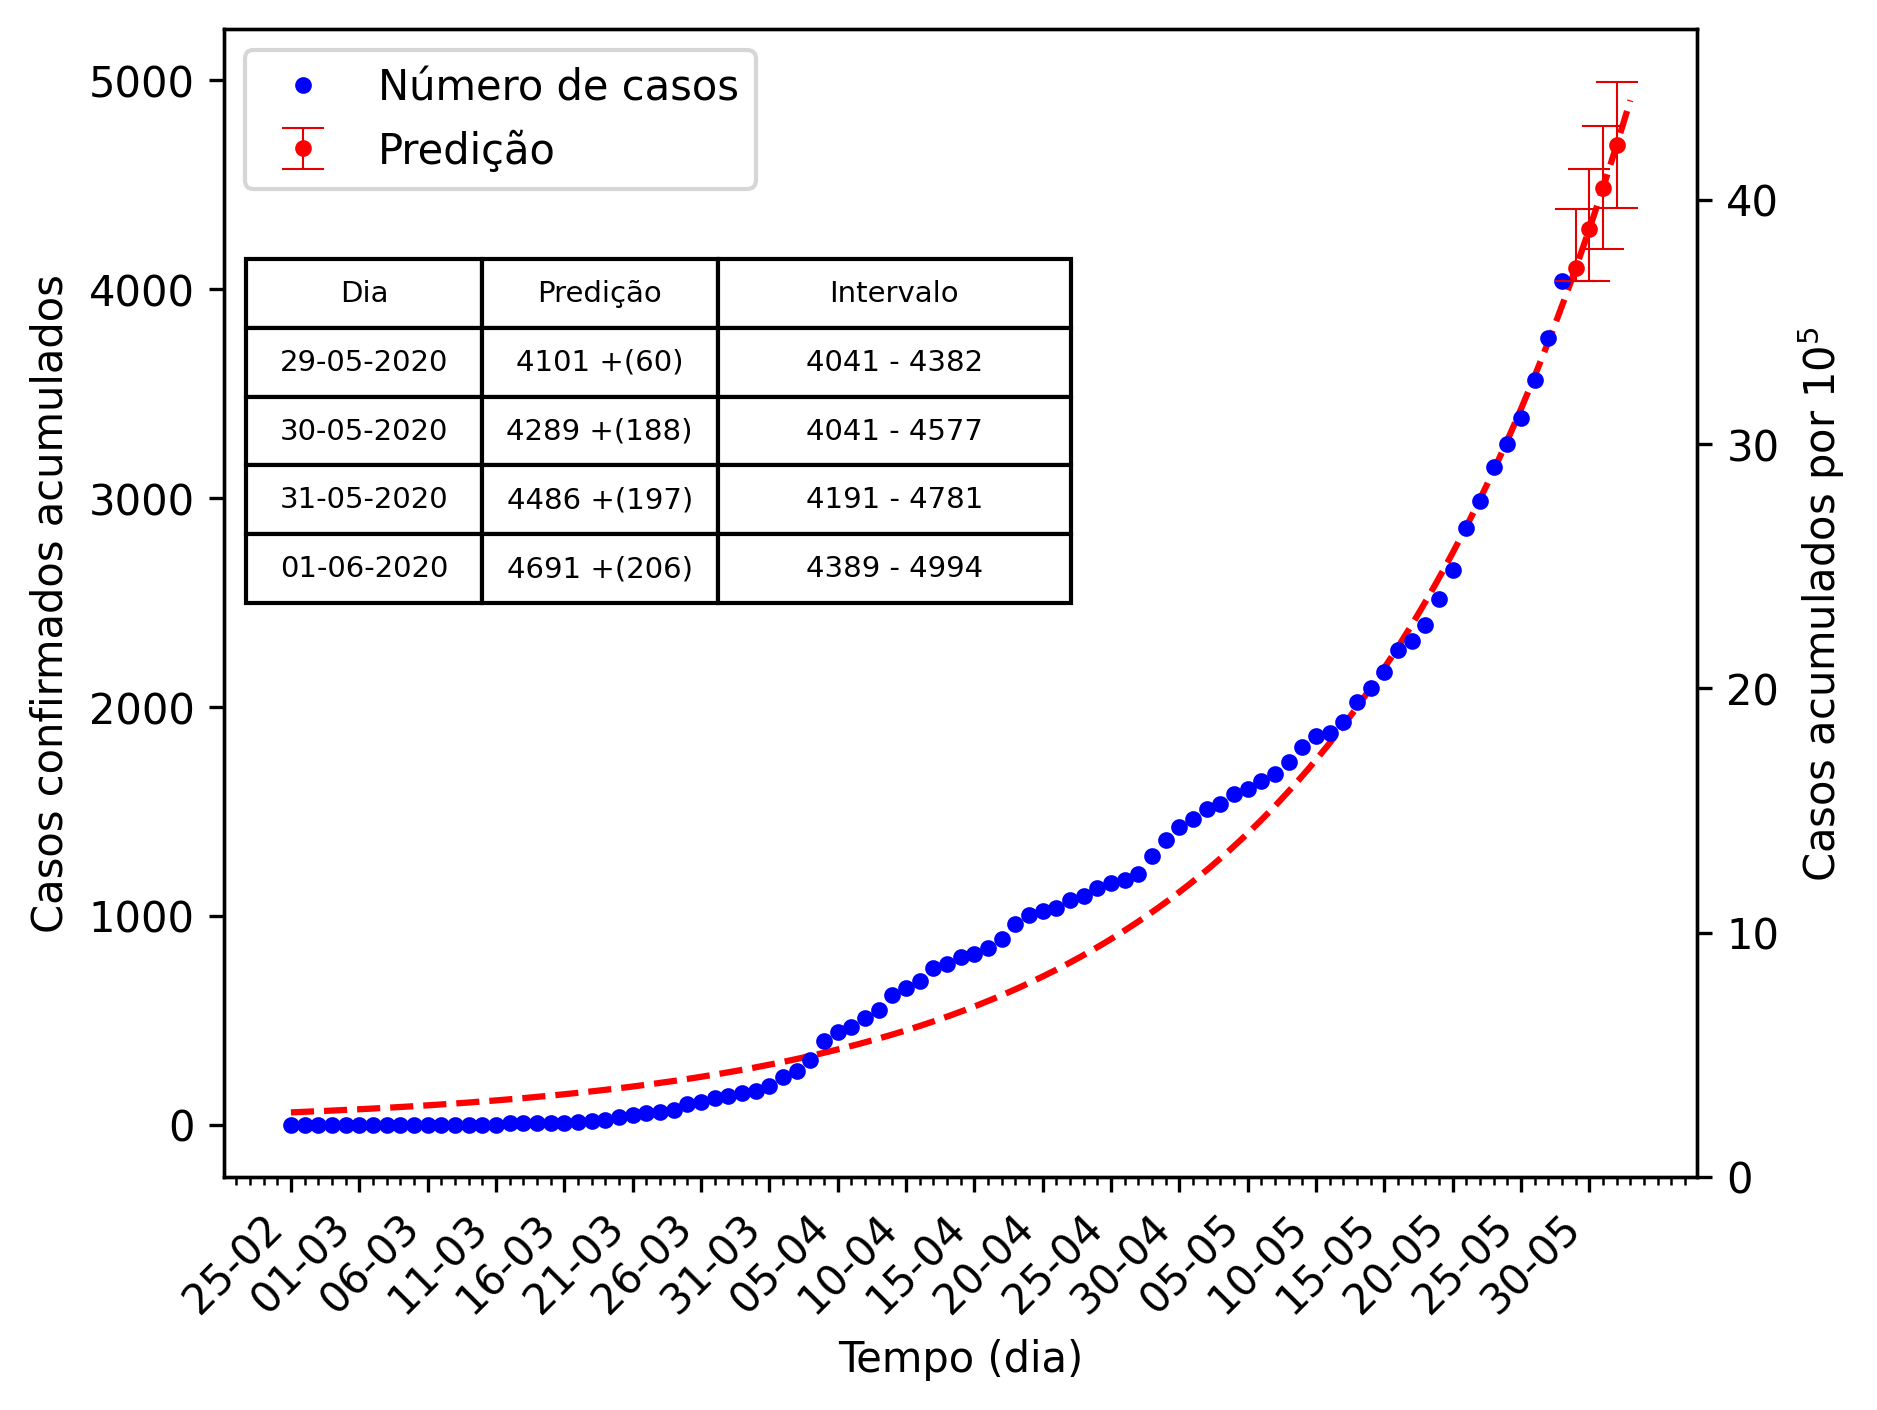 Número de casos
Predição
Dia Predição Intervalo
29-05-2020 4101 +(60) 4041 - 4382
30-05-2020 4289 +(188) 4041 - 4577
31-05-2020 4486 +(197) 4191 - 4781
01-06-2020 4691 +(206) 4389 - 4994
Casos confirmados acumulados
5000
4000
3000
2000
1000
0
Casos acumulados por 10⁵
40
30
20
10
0
25-02 01-03 06-03 11-03 16-03 21-03 26-03 31-03 05-04 10-04 15-04 20-04 25-04 30-04 05-05 10-05 15-05 20-05 25-05 30-05
Tempo (dia)